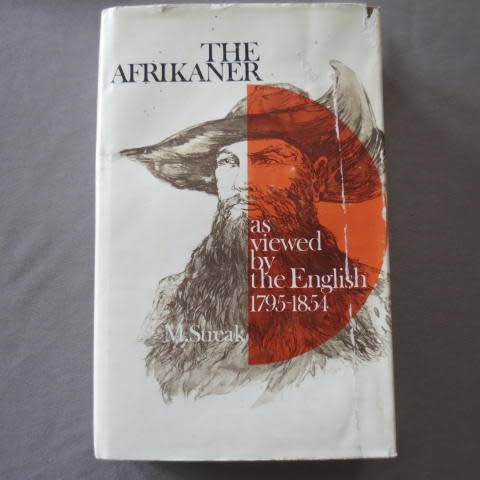 THE
AFRIKANER
as
viewed
by
the English
1795-1854
M. Streak